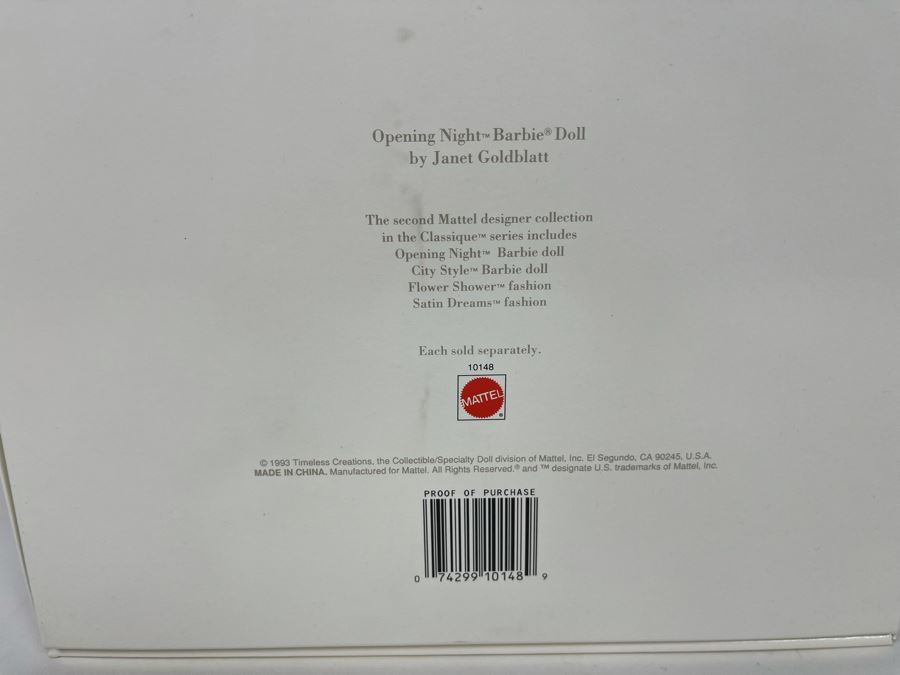 Opening Night™ Barbie® Doll
by Janet Goldblatt
The second Mattel designer collection
in the Classique™ series includes
Opening Night™ Barbie doll
City Style™ Barbie doll
Flower Shower™ fashion
Satin Dreams™ fashion
Each sold separately.
10148
MATTEL®
© 1993 Timeless Creations, the Collectible/Specialty Doll division of Mattel, Inc. El Segundo, CA 90245, U.S.A.
MADE IN CHINA. Manufactured for Mattel. All Rights Reserved.® and ™ designate U.S. trademarks of Mattel, Inc.
PROOF OF PURCHASE
0 74299 10148 9